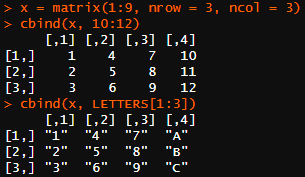 > x = matrix(1:9, nrow = 3, ncol = 3)
> cbind(x, 10:12)
     [,1] [,2] [,3] [,4]
[1,]    1    4    7   10
[2,]    2    5    8   11
[3,]    3    6    9   12
> cbind(x, LETTERS[1:3])
     [,1] [,2] [,3] [,4]
[1,] "1"  "4"  "7"  "A"
[2,] "2"  "5"  "8"  "B"
[3,] "3"  "6"  "9"  "C"